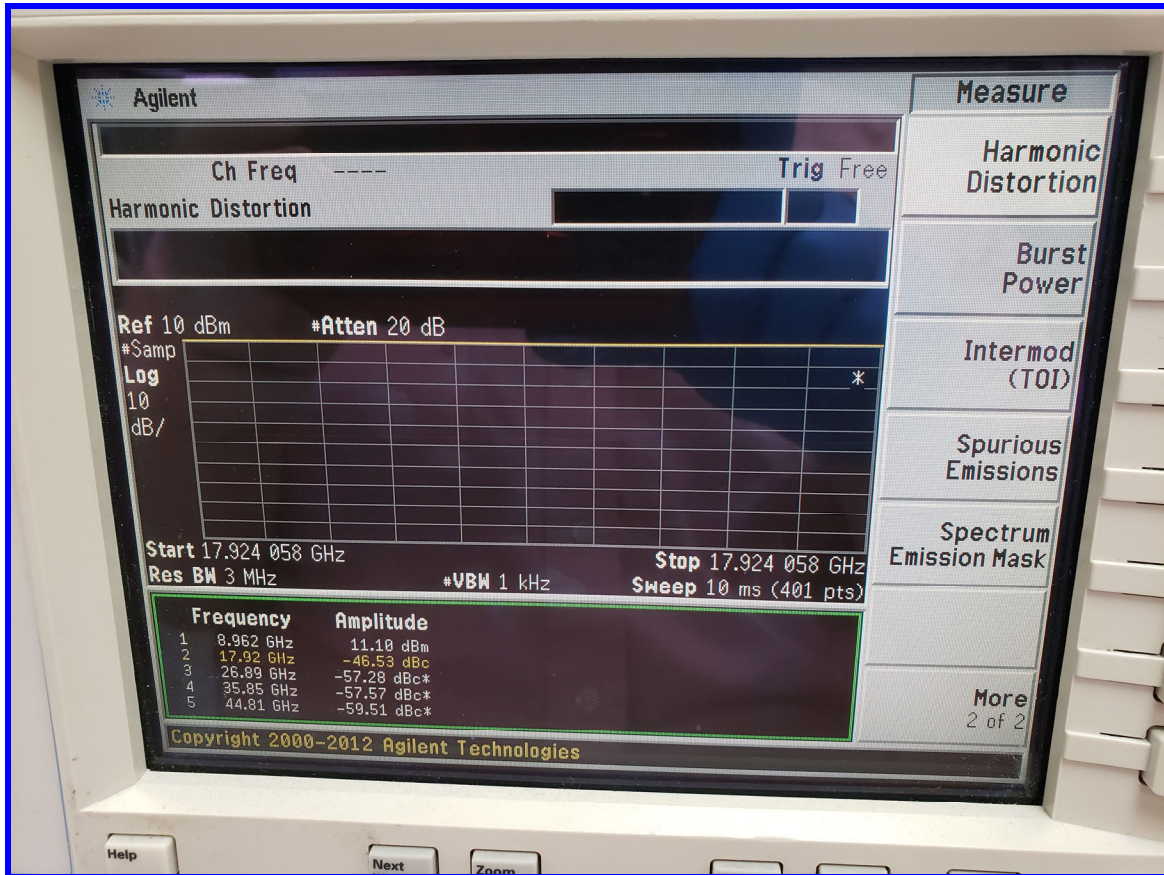 Agilent
Measure
Ch Freq ----
Trig Free
Harmonic Distortion
Harmonic
Distortion
Burst
Power
Ref 10 dBm #Atten 20 dB
#Samp
Log
10
dB/
*
Intermod
(TOI)
Spurious
Emissions
Spectrum
Emission Mask
Start 17.924 058 GHz Stop 17.924 058 GHz
Res BW 3 MHz #VBW 1 kHz Sweep 10 ms (401 pts)
Frequency Amplitude
1 8.962 GHz 11.10 dBm
2 17.92 GHz -46.53 dBc
3 26.89 GHz -57.28 dBc*
4 35.85 GHz -57.57 dBc*
5 44.81 GHz -59.51 dBc*
More
2 of 2
Copyright 2000-2012 Agilent Technologies
Help
Next
Zoom